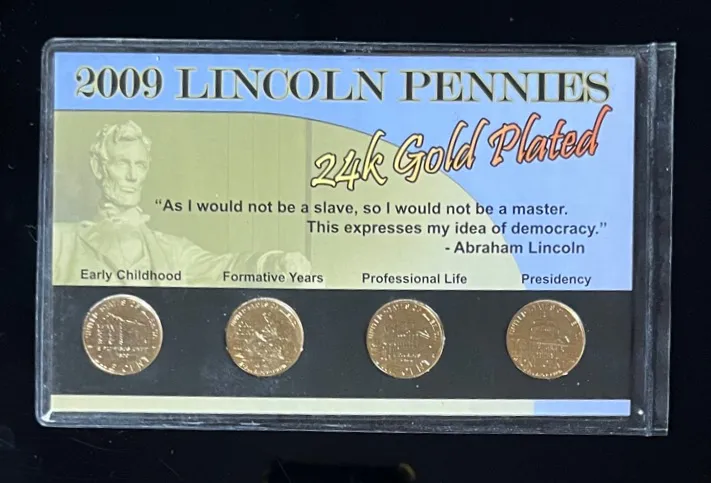 2009 LINCOLN PENNIES
24k Gold Plated
“As I would not be a slave, so I would not be a master.
This expresses my idea of democracy.”
- Abraham Lincoln
Early Childhood Formative Years Professional Life Presidency